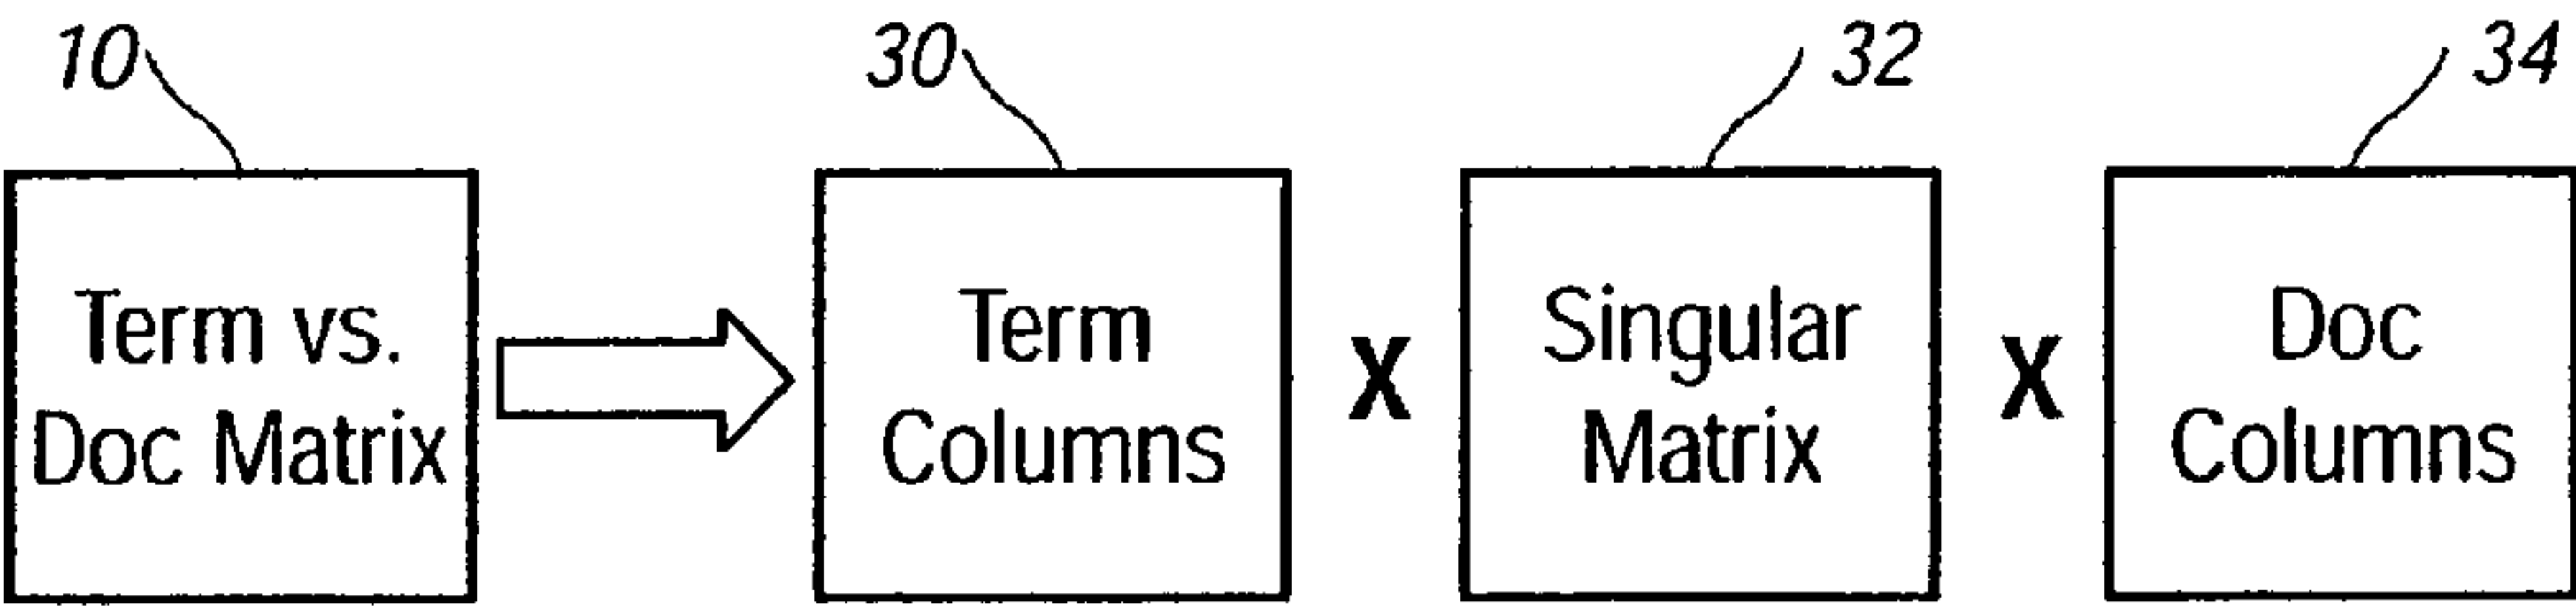 10
30
32
34
Term vs.
Doc Matrix
Term
Columns
X
Singular
Matrix
X
Doc
Columns